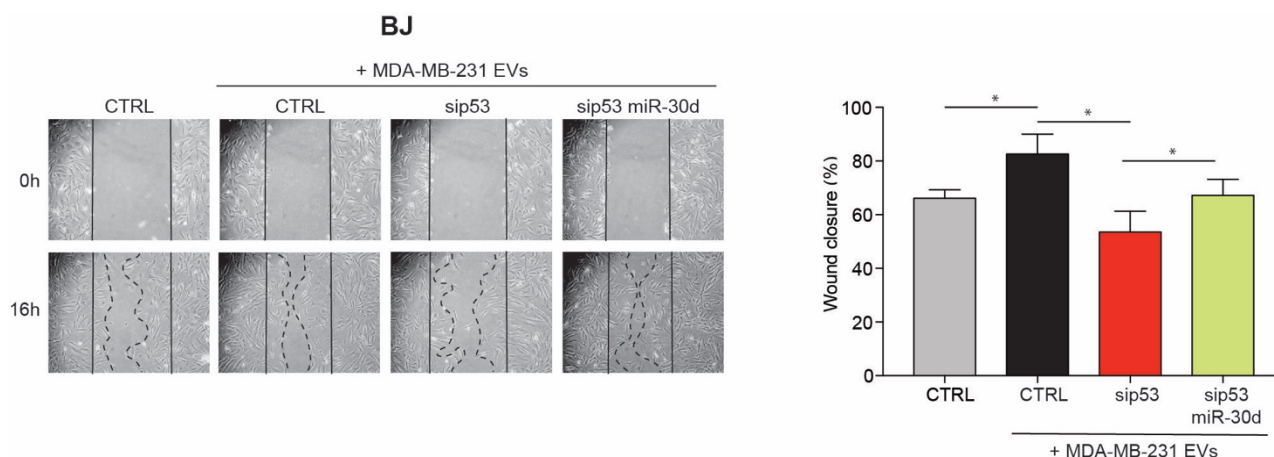 BJ
+ MDA-MB-231 EVs
CTRL CTRL sip53 sip53 miR-30d
0h
16h
Wound closure (%)
100
80
60
40
20
0
* * *
CTRL CTRL sip53 sip53
miR-30d
+ MDA-MB-231 EVs